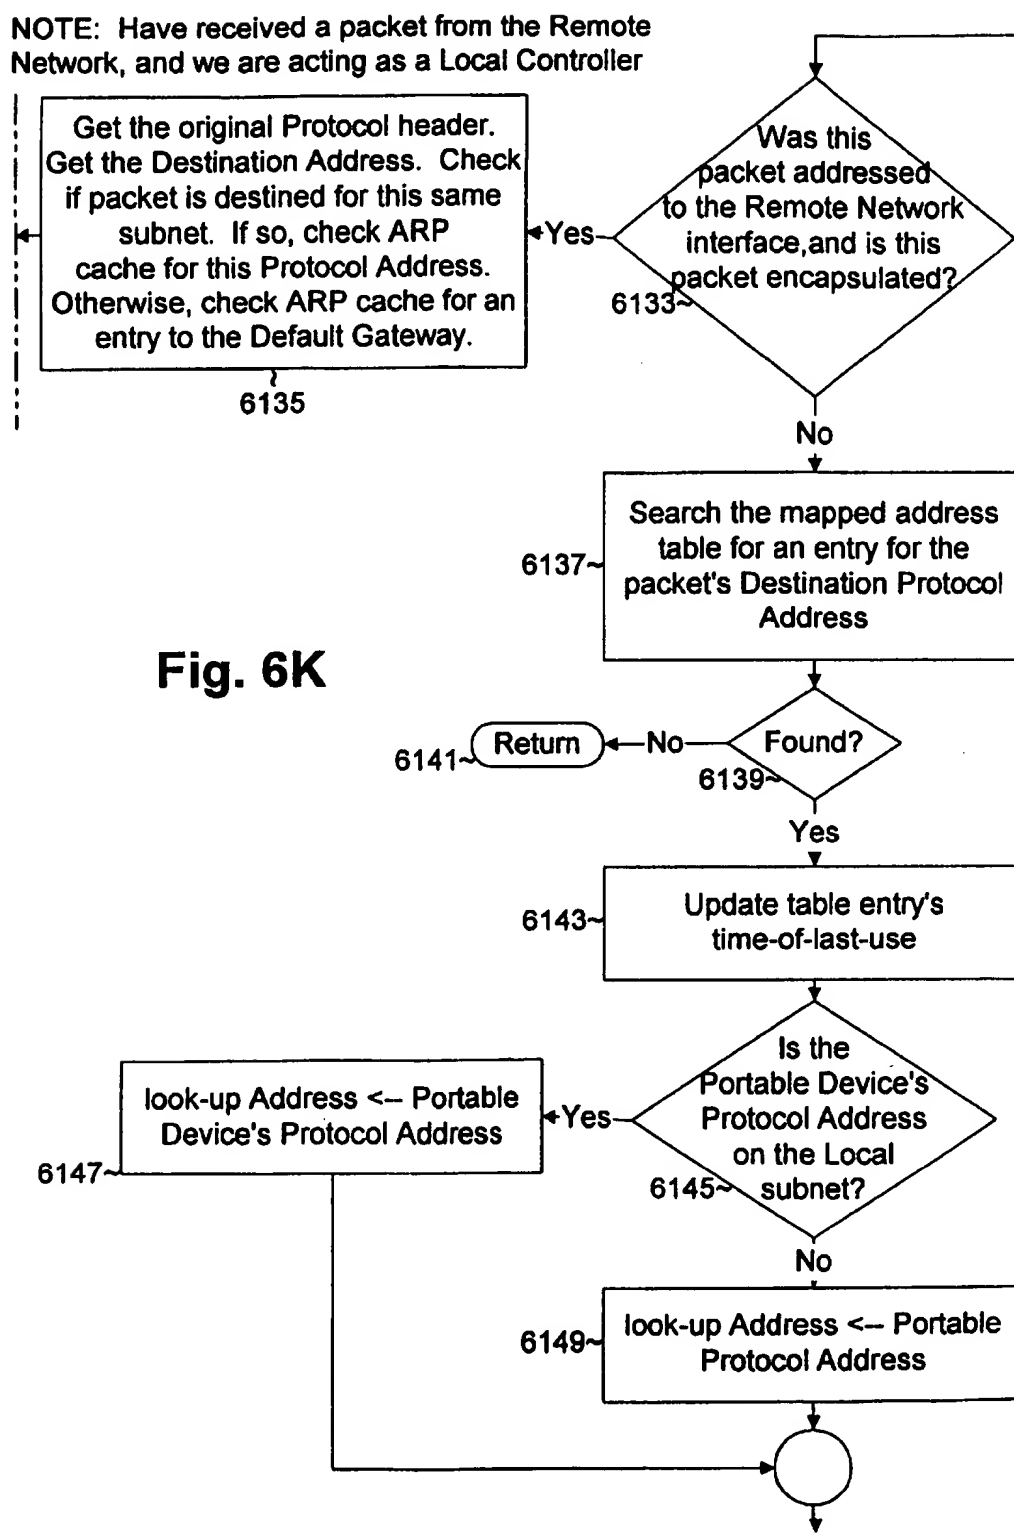 NOTE:  Have received a packet from the Remote
Network, and we are acting as a Local Controller
Get the original Protocol header.
Get the Destination Address.  Check
if packet is destined for this same
subnet.  If so, check ARP
cache for this Protocol Address.
Otherwise, check ARP cache for an
entry to the Default Gateway.
6135
Yes
Was this
packet addressed
to the Remote Network
interface,and is this
packet encapsulated?
6133
No
Search the mapped address
table for an entry for the
packet's Destination Protocol
Address
6137
Fig. 6K
Found?
6139
No
Return
6141
Yes
Update table entry's
time-of-last-use
6143
Is the
Portable Device's
Protocol Address
on the Local
subnet?
6145
Yes
look-up Address <-- Portable
Device's Protocol Address
6147
No
look-up Address <-- Portable
Protocol Address
6149